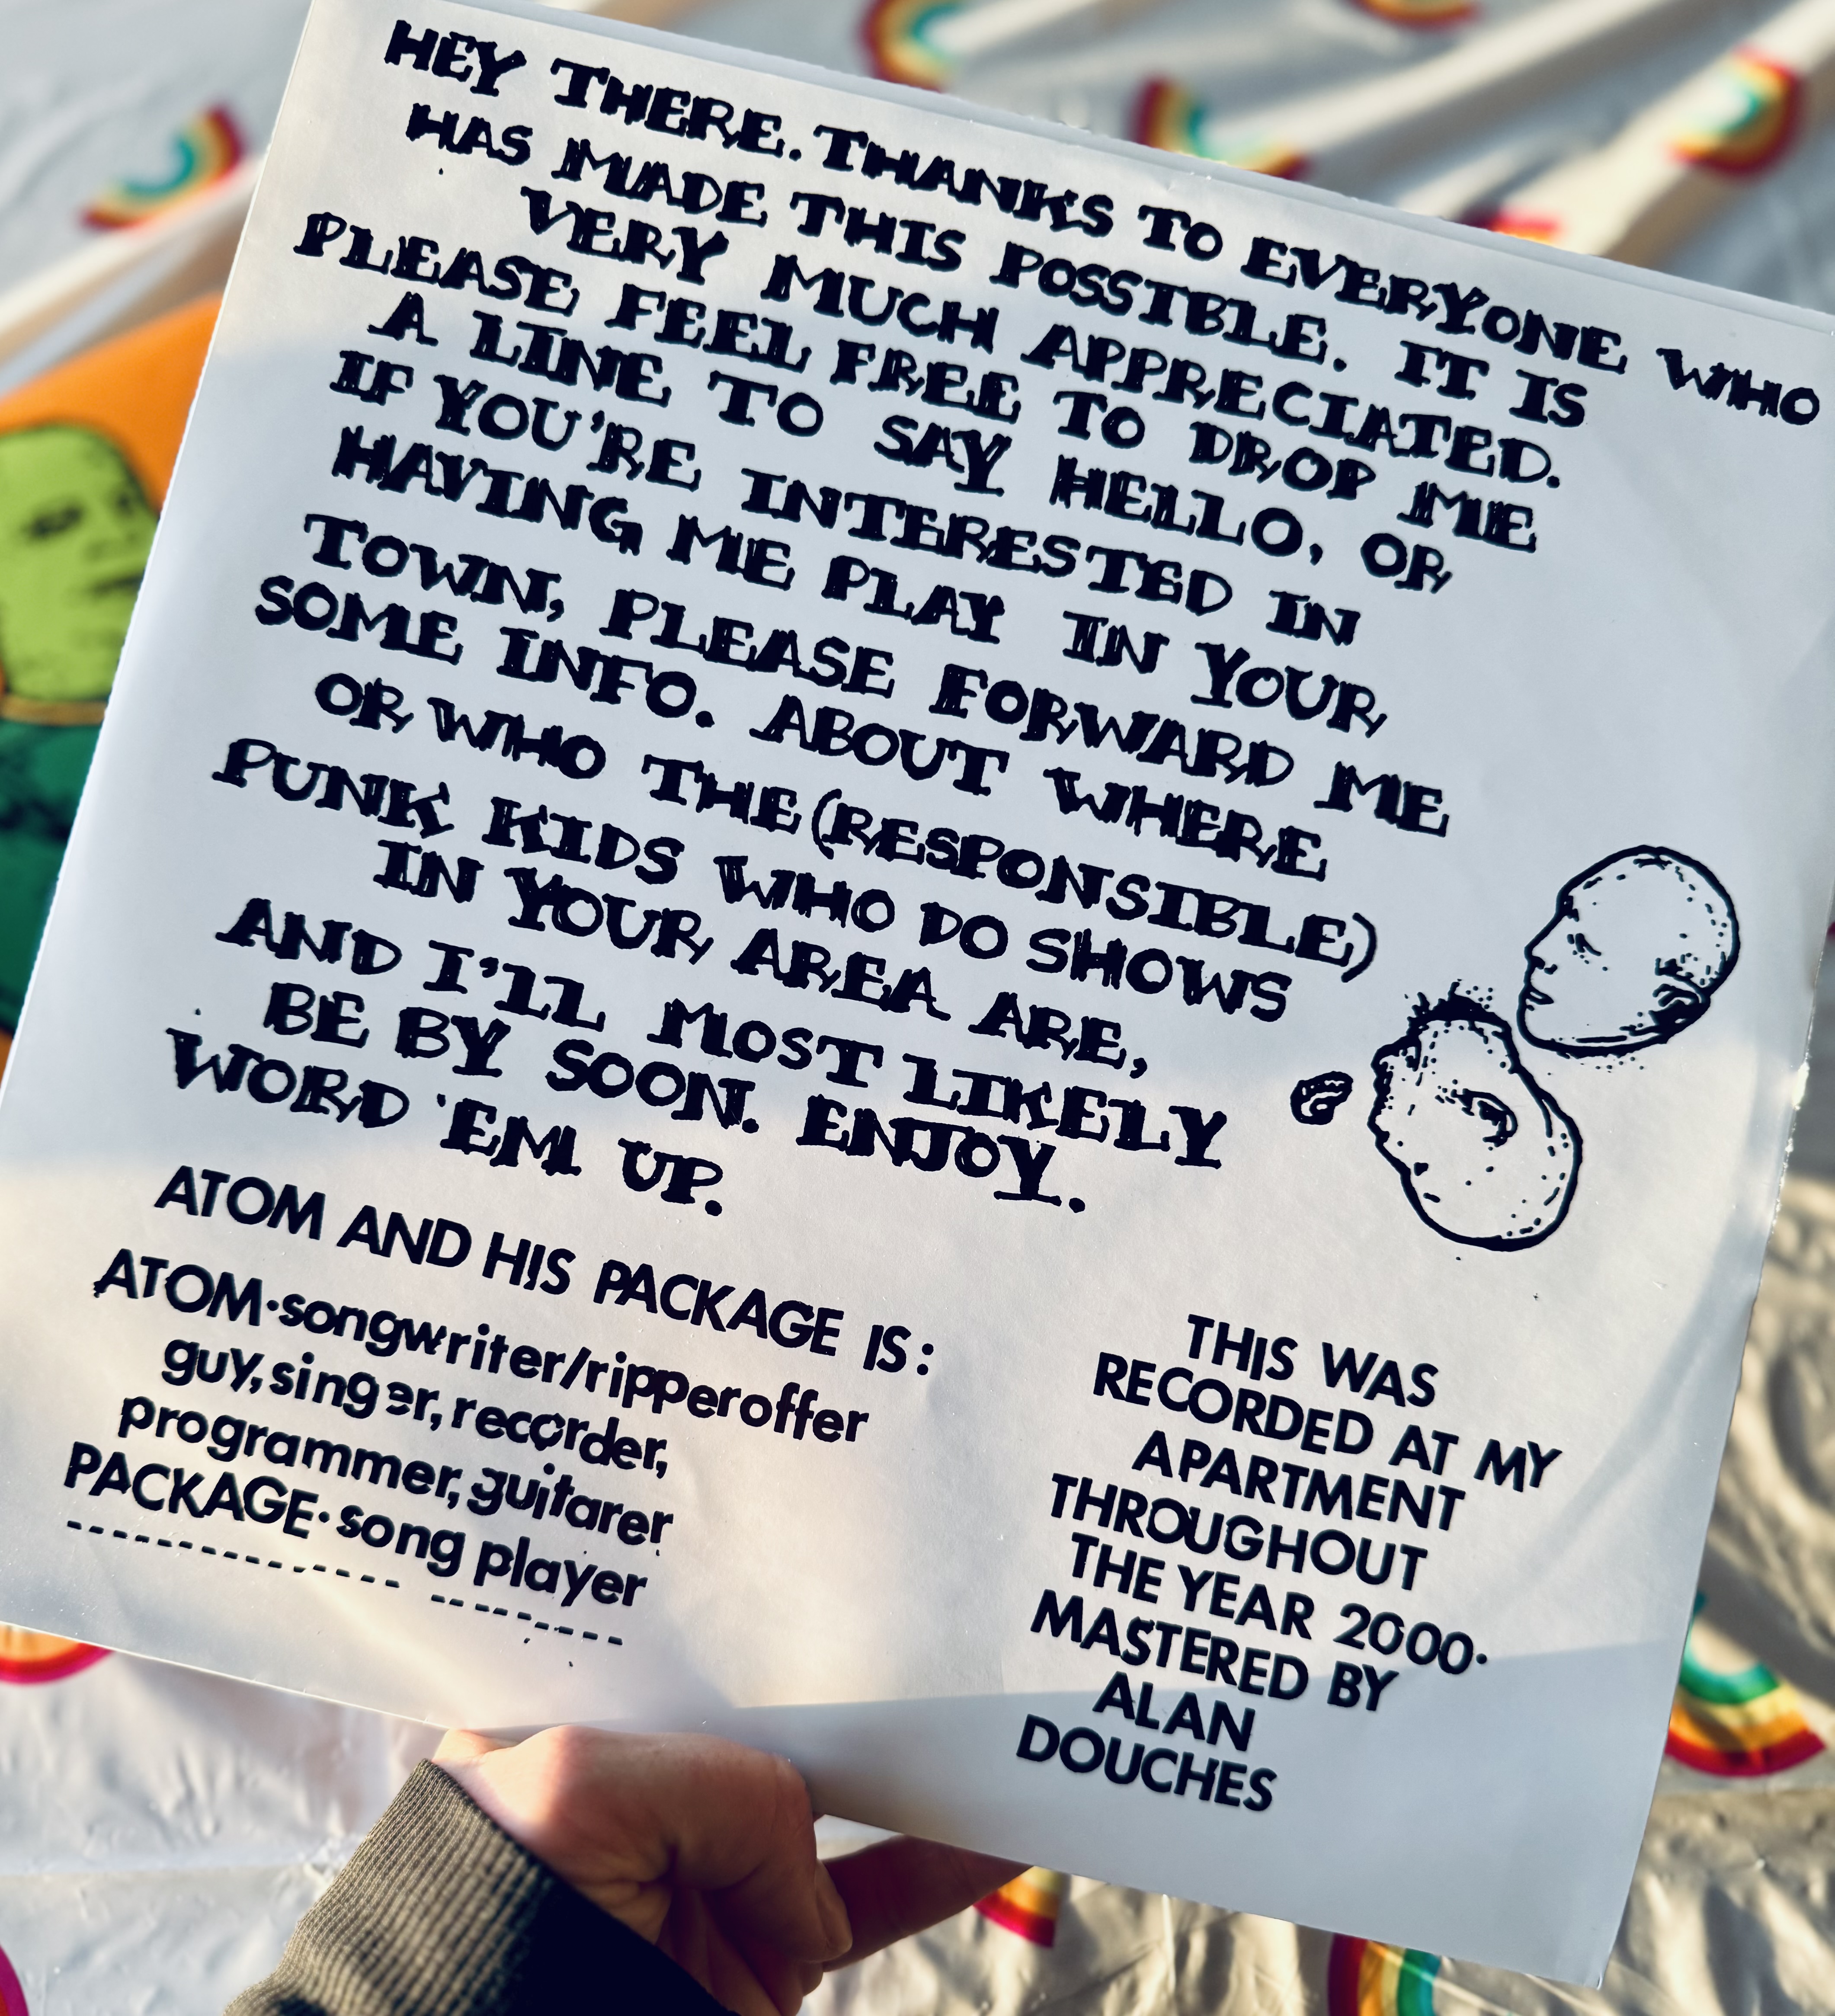 HEY THERE. THANKS TO EVERYONE WHO
HAS MADE THIS POSSIBLE. IT IS
VERY MUCH APPRECIATED.
PLEASE FEEL FREE TO DROP ME
A LINE TO SAY HELLO, OR
IF YOU'RE INTERESTED IN
HAVING ME PLAY IN YOUR
TOWN, PLEASE FORWARD ME
SOME INFO. ABOUT WHERE
OR WHO THE (RESPONSIBLE)
PUNK KIDS WHO DO SHOWS
IN YOUR AREA ARE,
AND I'LL MOST LIKELY
BE BY SOON. ENJOY.
WORD 'EM UP.
ATOM AND HIS PACKAGE IS:
ATOM·songwriter/ripperoffer
guy, singer, recorder,
programmer, guitarer
PACKAGE·song player
THIS WAS
RECORDED AT MY
APARTMENT
THROUGHOUT
THE YEAR 2000·
MASTERED BY
ALAN
DOUCHES